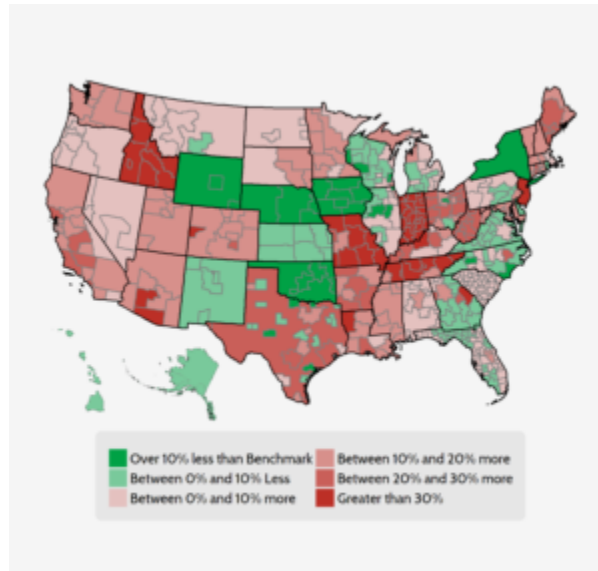 Over 10% less than Benchmark
Between 0% and 10% Less
Between 0% and 10% more
Between 10% and 20% more
Between 20% and 30% more
Greater than 30%